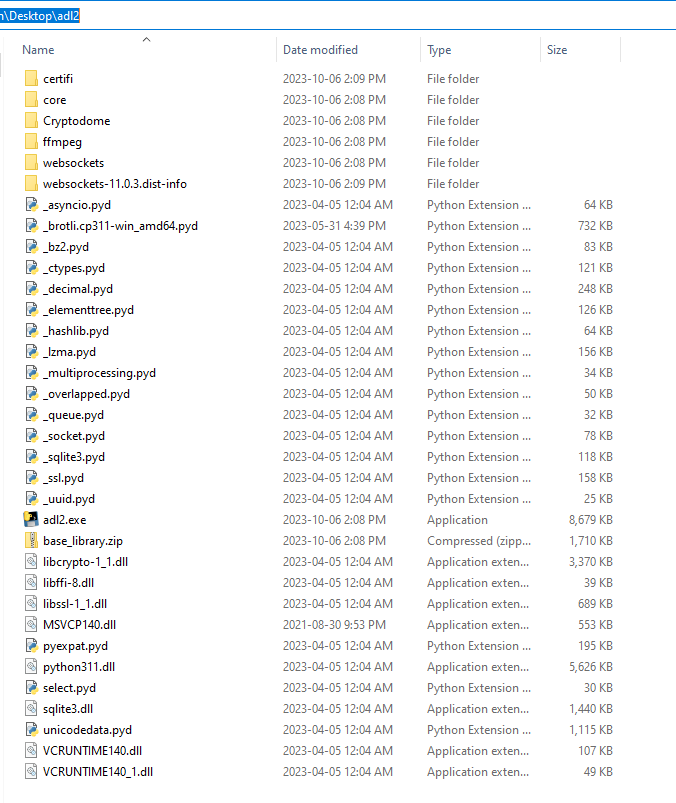 n\Desktop\adl2
Name Date modified Type Size
certifi 2023-10-06 2:09 PM File folder
core 2023-10-06 2:08 PM File folder
Cryptodome 2023-10-06 2:08 PM File folder
ffmpeg 2023-10-06 2:08 PM File folder
websockets 2023-10-06 2:08 PM File folder
websockets-11.0.3.dist-info 2023-10-06 2:09 PM File folder
_asyncio.pyd 2023-04-05 12:04 AM Python Extension ... 64 KB
_brotli.cp311-win_amd64.pyd 2023-05-31 4:39 PM Python Extension ... 732 KB
_bz2.pyd 2023-04-05 12:04 AM Python Extension ... 83 KB
_ctypes.pyd 2023-04-05 12:04 AM Python Extension ... 121 KB
_decimal.pyd 2023-04-05 12:04 AM Python Extension ... 248 KB
_elementtree.pyd 2023-04-05 12:04 AM Python Extension ... 126 KB
_hashlib.pyd 2023-04-05 12:04 AM Python Extension ... 64 KB
_lzma.pyd 2023-04-05 12:04 AM Python Extension ... 156 KB
_multiprocessing.pyd 2023-04-05 12:04 AM Python Extension ... 34 KB
_overlapped.pyd 2023-04-05 12:04 AM Python Extension ... 50 KB
_queue.pyd 2023-04-05 12:04 AM Python Extension ... 32 KB
_socket.pyd 2023-04-05 12:04 AM Python Extension ... 78 KB
_sqlite3.pyd 2023-04-05 12:04 AM Python Extension ... 118 KB
_ssl.pyd 2023-04-05 12:04 AM Python Extension ... 158 KB
_uuid.pyd 2023-04-05 12:04 AM Python Extension ... 25 KB
adl2.exe 2023-10-06 2:08 PM Application 8,679 KB
base_library.zip 2023-10-06 2:08 PM Compressed (zipp... 1,710 KB
libcrypto-1_1.dll 2023-04-05 12:04 AM Application exten... 3,370 KB
libffi-8.dll 2023-04-05 12:04 AM Application exten... 39 KB
libssl-1_1.dll 2023-04-05 12:04 AM Application exten... 689 KB
MSVCP140.dll 2021-08-30 9:53 PM Application exten... 553 KB
pyexpat.pyd 2023-04-05 12:04 AM Python Extension ... 195 KB
python311.dll 2023-04-05 12:04 AM Application exten... 5,626 KB
select.pyd 2023-04-05 12:04 AM Python Extension ... 30 KB
sqlite3.dll 2023-04-05 12:04 AM Application exten... 1,440 KB
unicodedata.pyd 2023-04-05 12:04 AM Python Extension ... 1,115 KB
VCRUNTIME140.dll 2023-04-05 12:04 AM Application exten... 107 KB
VCRUNTIME140_1.dll 2023-04-05 12:04 AM Application exten... 49 KB